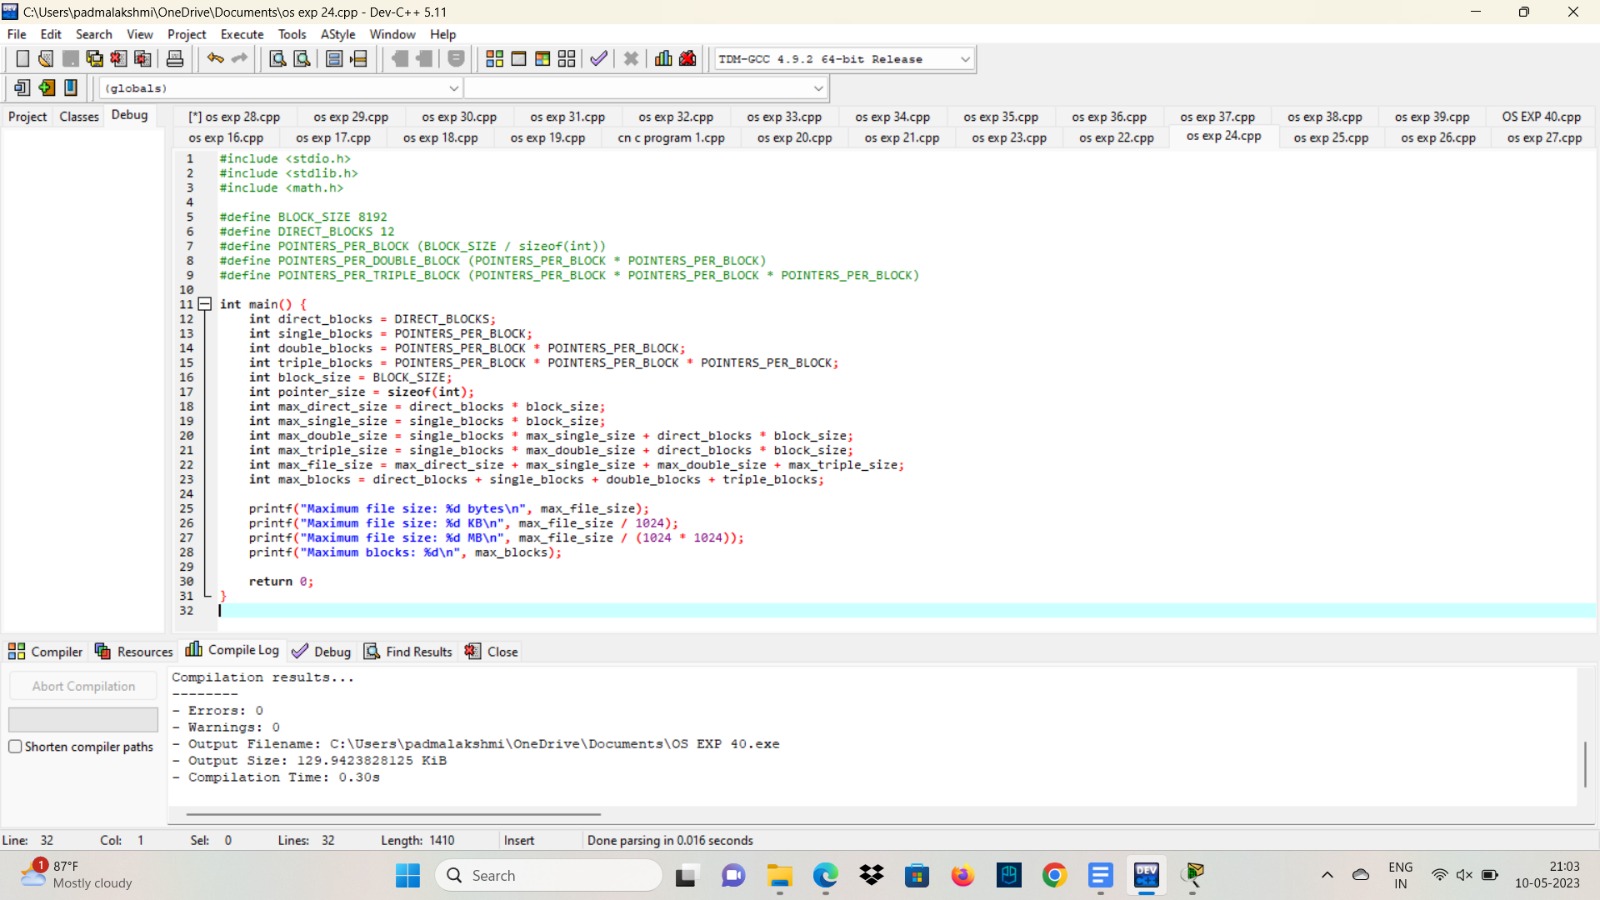 C:\Users\padmalakshmi\OneDrive\Documents\os exp 24.cpp - Dev-C++ 5.11
File Edit Search View Project Execute Tools AStyle Window Help
TDM-GCC 4.9.2 64-bit Release
(globals)
Project Classes Debug
[*] os exp 28.cpp os exp 29.cpp os exp 30.cpp os exp 31.cpp os exp 32.cpp os exp 33.cpp os exp 34.cpp os exp 35.cpp os exp 36.cpp os exp 37.cpp os exp 38.cpp os exp 39.cpp OS EXP 40.cpp
os exp 16.cpp os exp 17.cpp os exp 18.cpp os exp 19.cpp cn c program 1.cpp os exp 20.cpp os exp 21.cpp os exp 23.cpp os exp 22.cpp os exp 24.cpp os exp 25.cpp os exp 26.cpp os exp 27.cpp
1 #include <stdio.h>
2 #include <stdlib.h>
3 #include <math.h>
4
5 #define BLOCK_SIZE 8192
6 #define DIRECT_BLOCKS 12
7 #define POINTERS_PER_BLOCK (BLOCK_SIZE / sizeof(int))
8 #define POINTERS_PER_DOUBLE_BLOCK (POINTERS_PER_BLOCK * POINTERS_PER_BLOCK)
9 #define POINTERS_PER_TRIPLE_BLOCK (POINTERS_PER_BLOCK * POINTERS_PER_BLOCK * POINTERS_PER_BLOCK)
10
11 int main() {
12 int direct_blocks = DIRECT_BLOCKS;
13 int single_blocks = POINTERS_PER_BLOCK;
14 int double_blocks = POINTERS_PER_BLOCK * POINTERS_PER_BLOCK;
15 int triple_blocks = POINTERS_PER_BLOCK * POINTERS_PER_BLOCK * POINTERS_PER_BLOCK;
16 int block_size = BLOCK_SIZE;
17 int pointer_size = sizeof(int);
18 int max_direct_size = direct_blocks * block_size;
19 int max_single_size = single_blocks * block_size;
20 int max_double_size = single_blocks * max_single_size + direct_blocks * block_size;
21 int max_triple_size = single_blocks * max_double_size + direct_blocks * block_size;
22 int max_file_size = max_direct_size + max_single_size + max_double_size + max_triple_size;
23 int max_blocks = direct_blocks + single_blocks + double_blocks + triple_blocks;
24
25 printf("Maximum file size: %d bytes\n", max_file_size);
26 printf("Maximum file size: %d KB\n", max_file_size / 1024);
27 printf("Maximum file size: %d MB\n", max_file_size / (1024 * 1024));
28 printf("Maximum blocks: %d\n", max_blocks);
29
30 return 0;
31 }
32
Compiler Resources Compile Log Debug Find Results Close
Abort Compilation
Shorten compiler paths
Compilation results...
--------
- Errors: 0
- Warnings: 0
- Output Filename: C:\Users\padmalakshmi\OneDrive\Documents\OS EXP 40.exe
- Output Size: 129.9423828125 KiB
- Compilation Time: 0.30s
Line: 32 Col: 1 Sel: 0 Lines: 32 Length: 1410 Insert Done parsing in 0.016 seconds
1
87°F
Mostly cloudy
Search
DEV
ENG
IN
21:03
10-05-2023